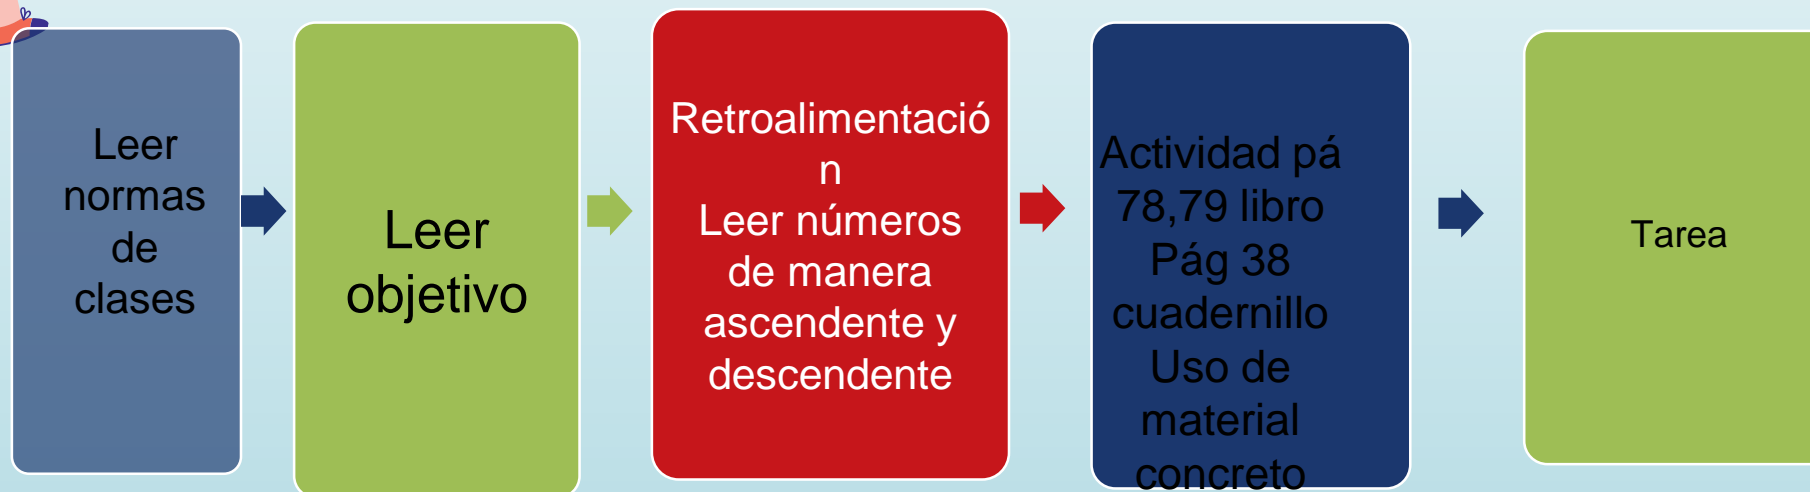 Leer
normas
de
clases
Leer
objetivo
Retroalimentació
n
Leer números
de manera
ascendente y
descendente
Actividad pá
78,79 libro
Pág 38
cuadernillo
Uso de
material
concreto
Tarea